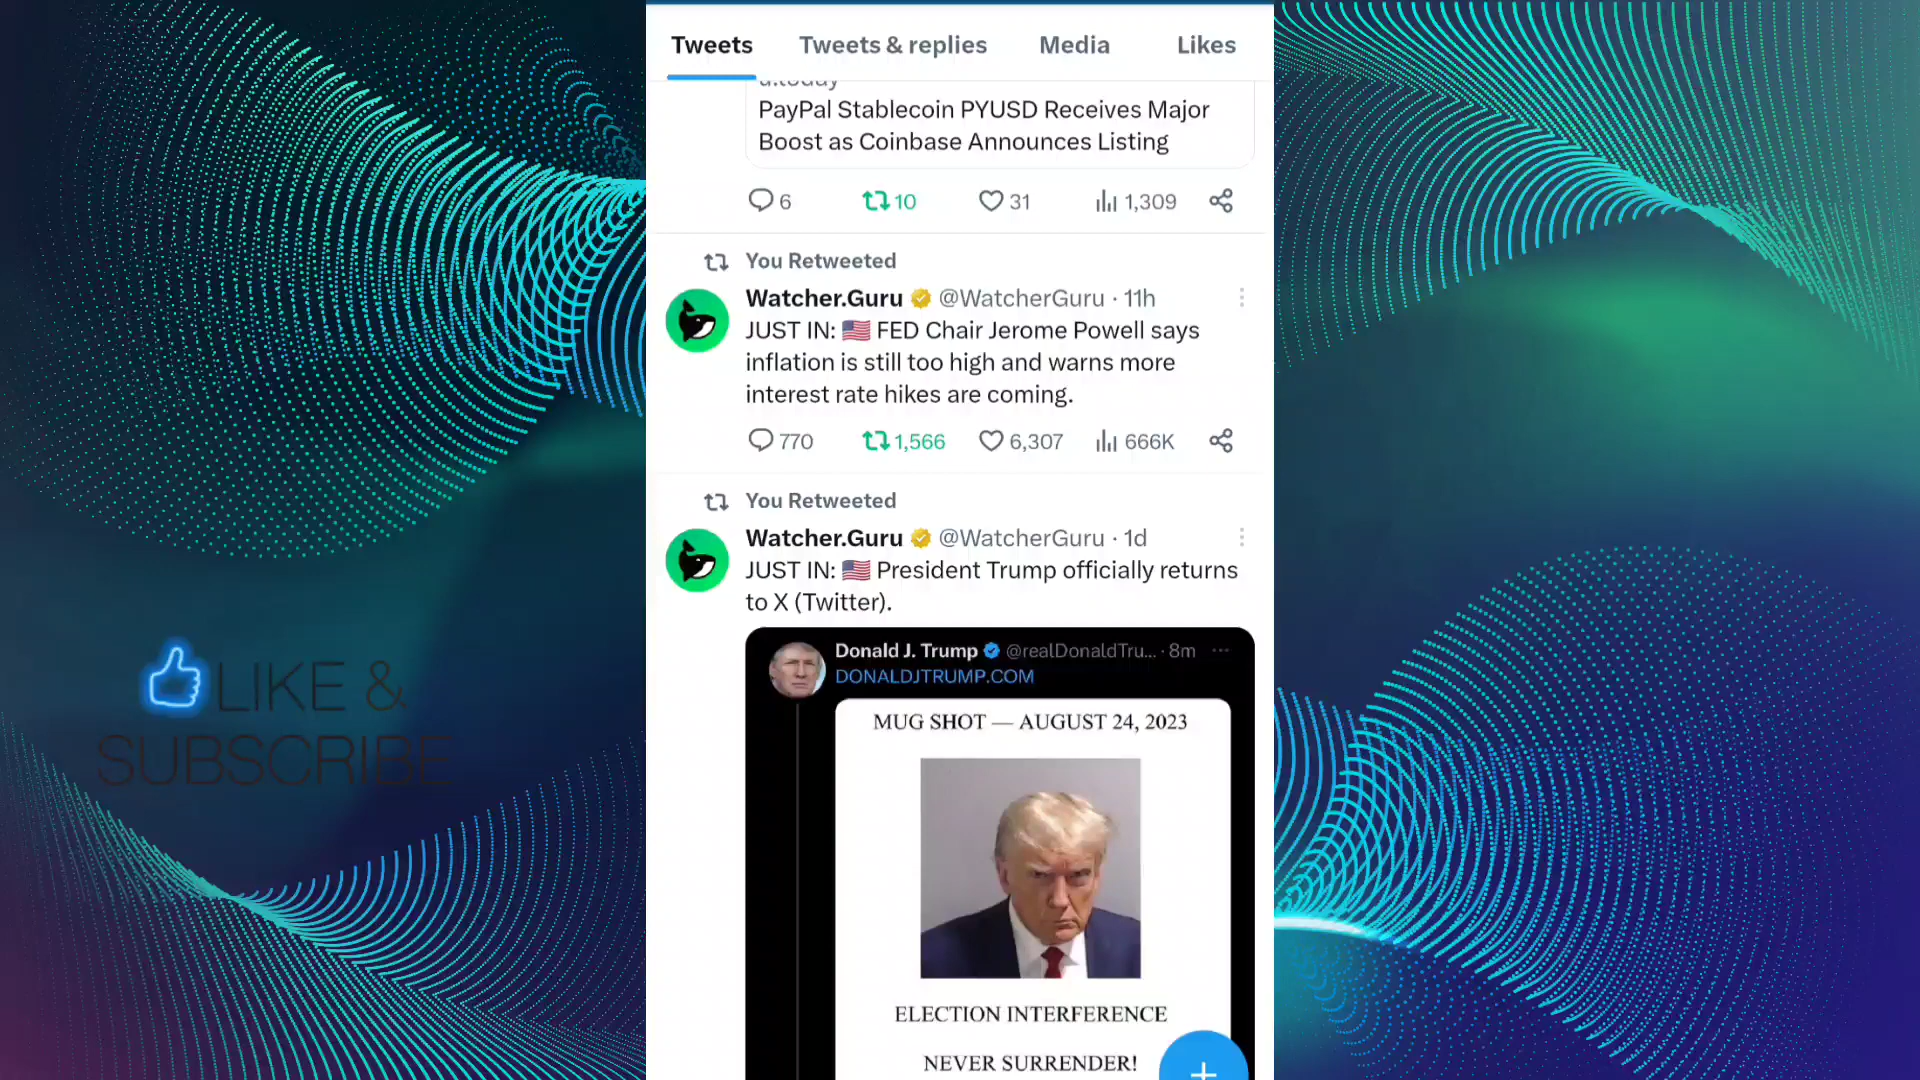 Tweets Tweets & replies Media Likes
u.today
PayPal Stablecoin PYUSD Receives Major
Boost as Coinbase Announces Listing
6 10 31 1,309
You Retweeted
Watcher.Guru @WatcherGuru · 11h
JUST IN: 🇺🇸 FED Chair Jerome Powell says
inflation is still too high and warns more
interest rate hikes are coming.
770 1,566 6,307 666K
You Retweeted
Watcher.Guru @WatcherGuru · 1d
JUST IN: 🇺🇸 President Trump officially returns
to X (Twitter).
Donald J. Trump @realDonaldTru... · 8m
DONALDJTRUMP.COM
MUG SHOT — AUGUST 24, 2023
ELECTION INTERFERENCE
NEVER SURRENDER!
LIKE &
SUBSCRIBE